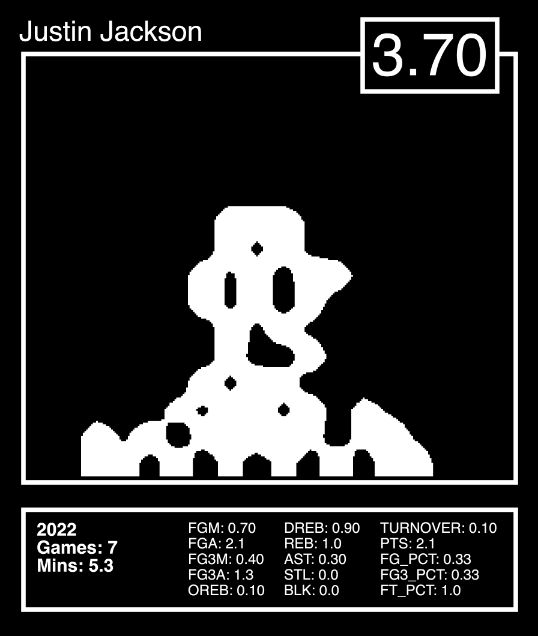 Justin Jackson
3.70
2022
Games: 7
Mins: 5.3
FGM: 0.70
FGA: 2.1
FG3M: 0.40
FG3A: 1.3
OREB: 0.10
DREB: 0.90
REB: 1.0
AST: 0.30
STL: 0.0
BLK: 0.0
TURNOVER: 0.10
PTS: 2.1
FG_PCT: 0.33
FG3_PCT: 0.33
FT_PCT: 1.0